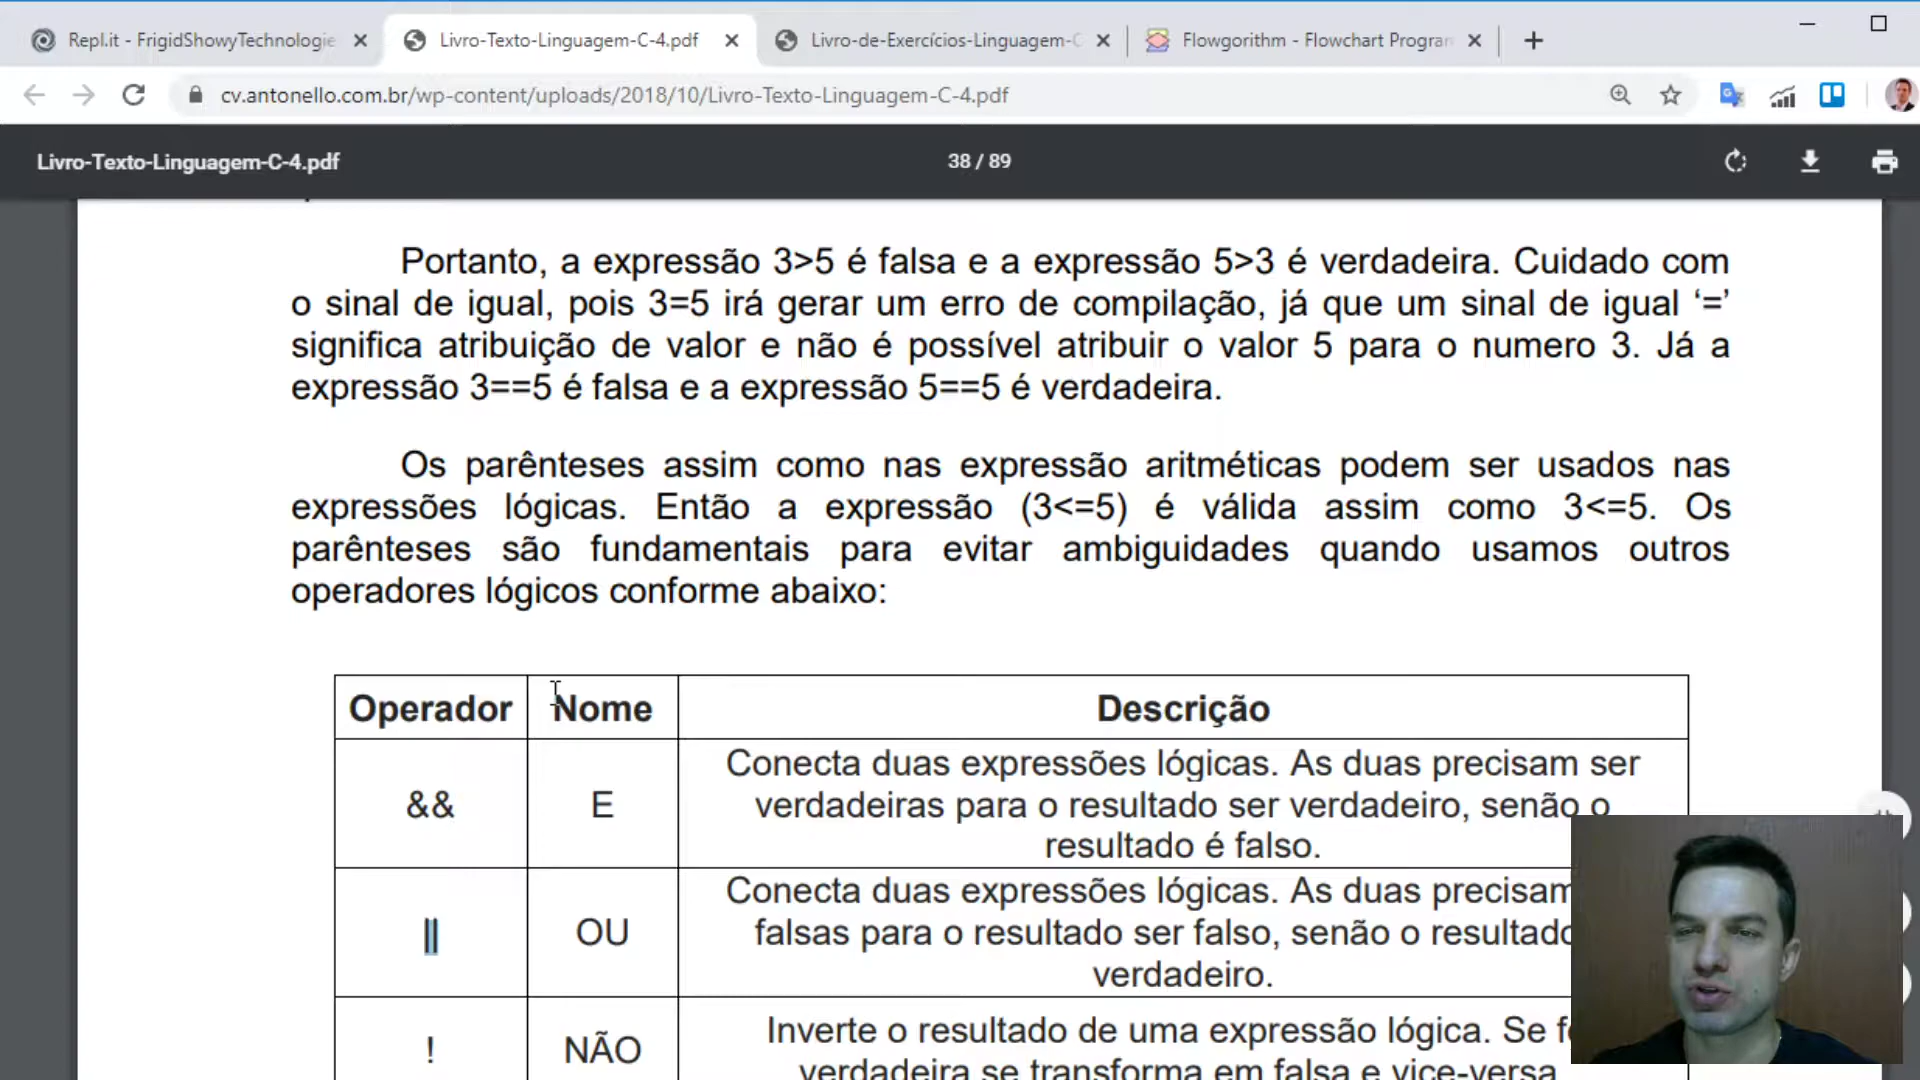 Repl.it - FrigidShowyTechnologie
Livro-Texto-Linguagem-C-4.pdf
Livro-de-Exercícios-Linguagem-C
Flowgorithm - Flowchart Program
cv.antonello.com.br/wp-content/uploads/2018/10/Livro-Texto-Linguagem-C-4.pdf
Livro-Texto-Linguagem-C-4.pdf
38 / 89
Portanto, a expressão 3>5 é falsa e a expressão 5>3 é verdadeira. Cuidado com
o sinal de igual, pois 3=5 irá gerar um erro de compilação, já que um sinal de igual ‘=’
significa atribuição de valor e não é possível atribuir o valor 5 para o numero 3. Já a
expressão 3==5 é falsa e a expressão 5==5 é verdadeira.
Os parênteses assim como nas expressão aritméticas podem ser usados nas
expressões lógicas. Então a expressão (3<=5) é válida assim como 3<=5. Os
parênteses são fundamentais para evitar ambiguidades quando usamos outros
operadores lógicos conforme abaixo:
Operador Nome Descrição
&& E Conecta duas expressões lógicas. As duas precisam ser
verdadeiras para o resultado ser verdadeiro, senão o
resultado é falso.
|| OU Conecta duas expressões lógicas. As duas precisam
falsas para o resultado ser falso, senão o resultado
verdadeiro.
! NÃO Inverte o resultado de uma expressão lógica. Se
verdadeira se transforma em falsa e vice-versa